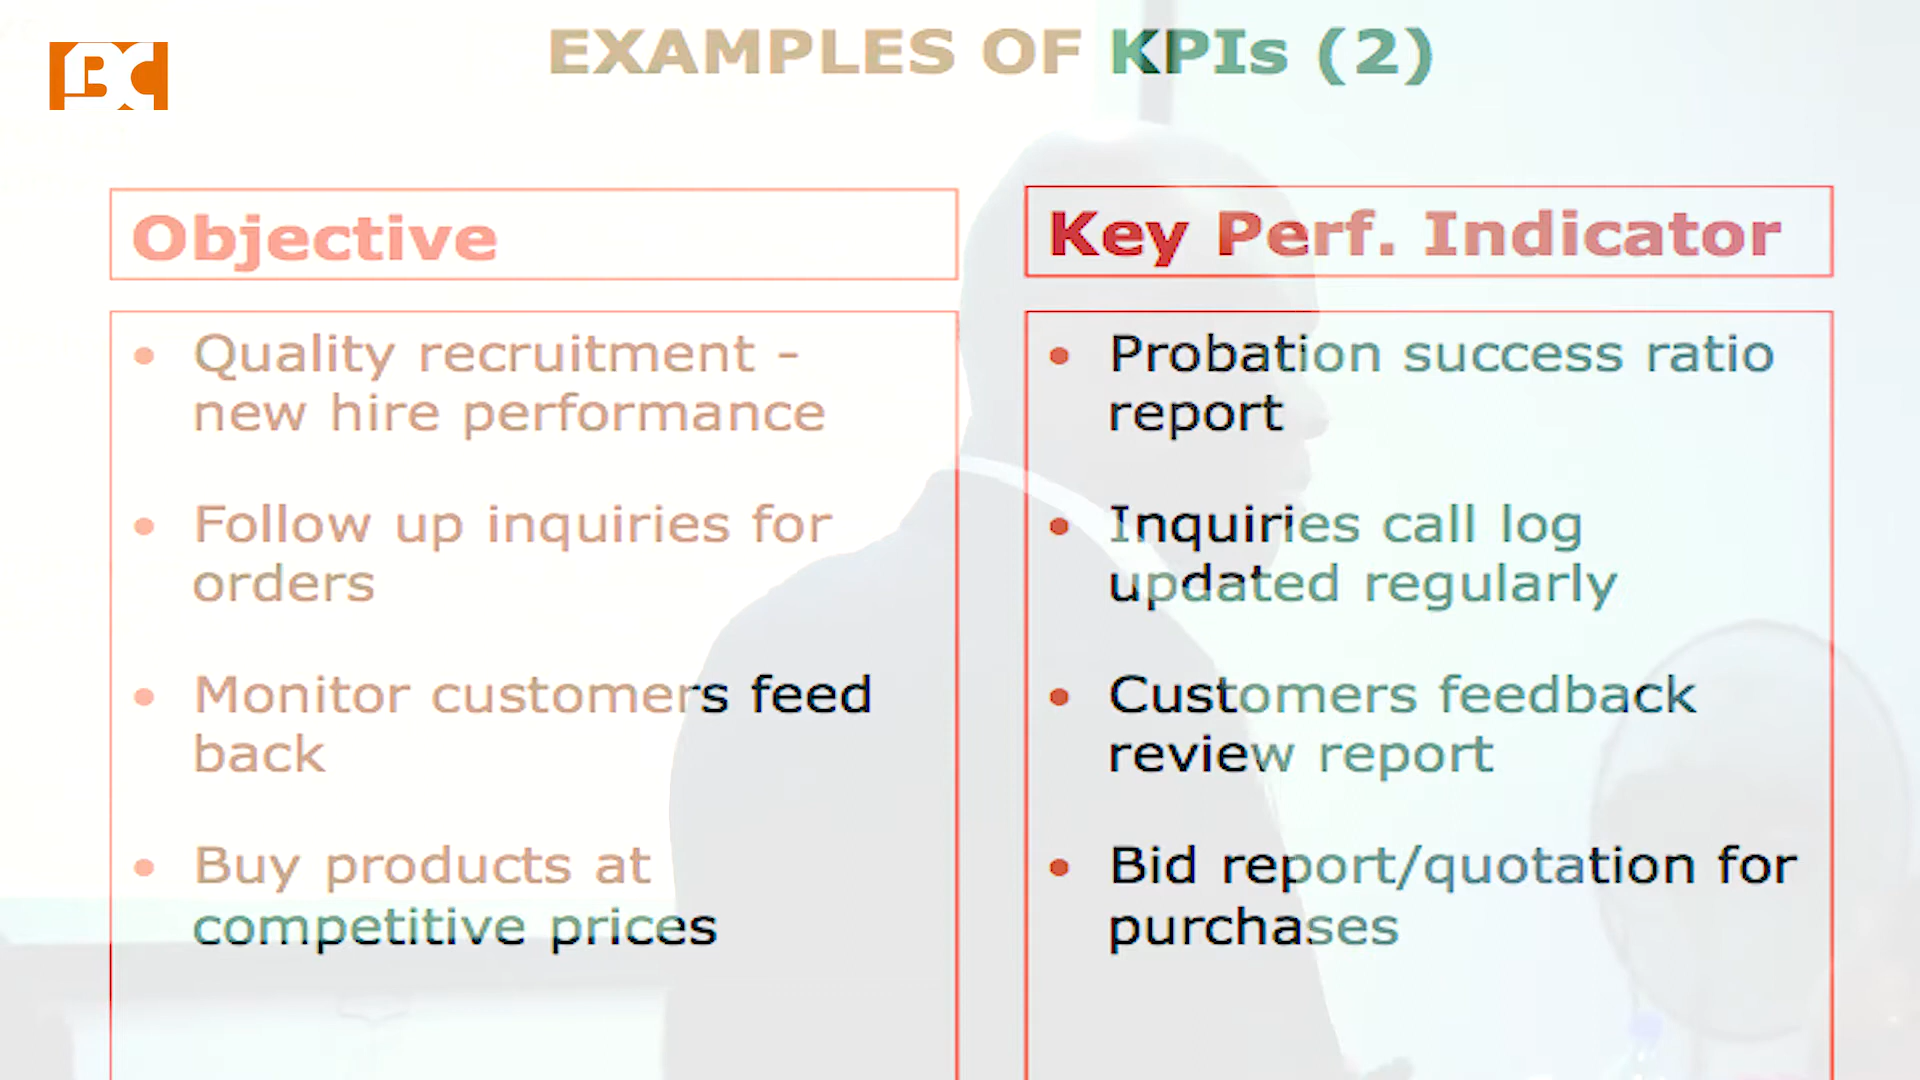 BC
EXAMPLES OF KPIs (2)
Objective
Quality recruitment -
new hire performance
Follow up inquiries for
orders
Monitor customers feed
back
Buy products at
competitive prices
Key Perf. Indicator
Probation success ratio
report
Inquiries call log
updated regularly
Customers feedback
review report
Bid report/quotation for
purchases